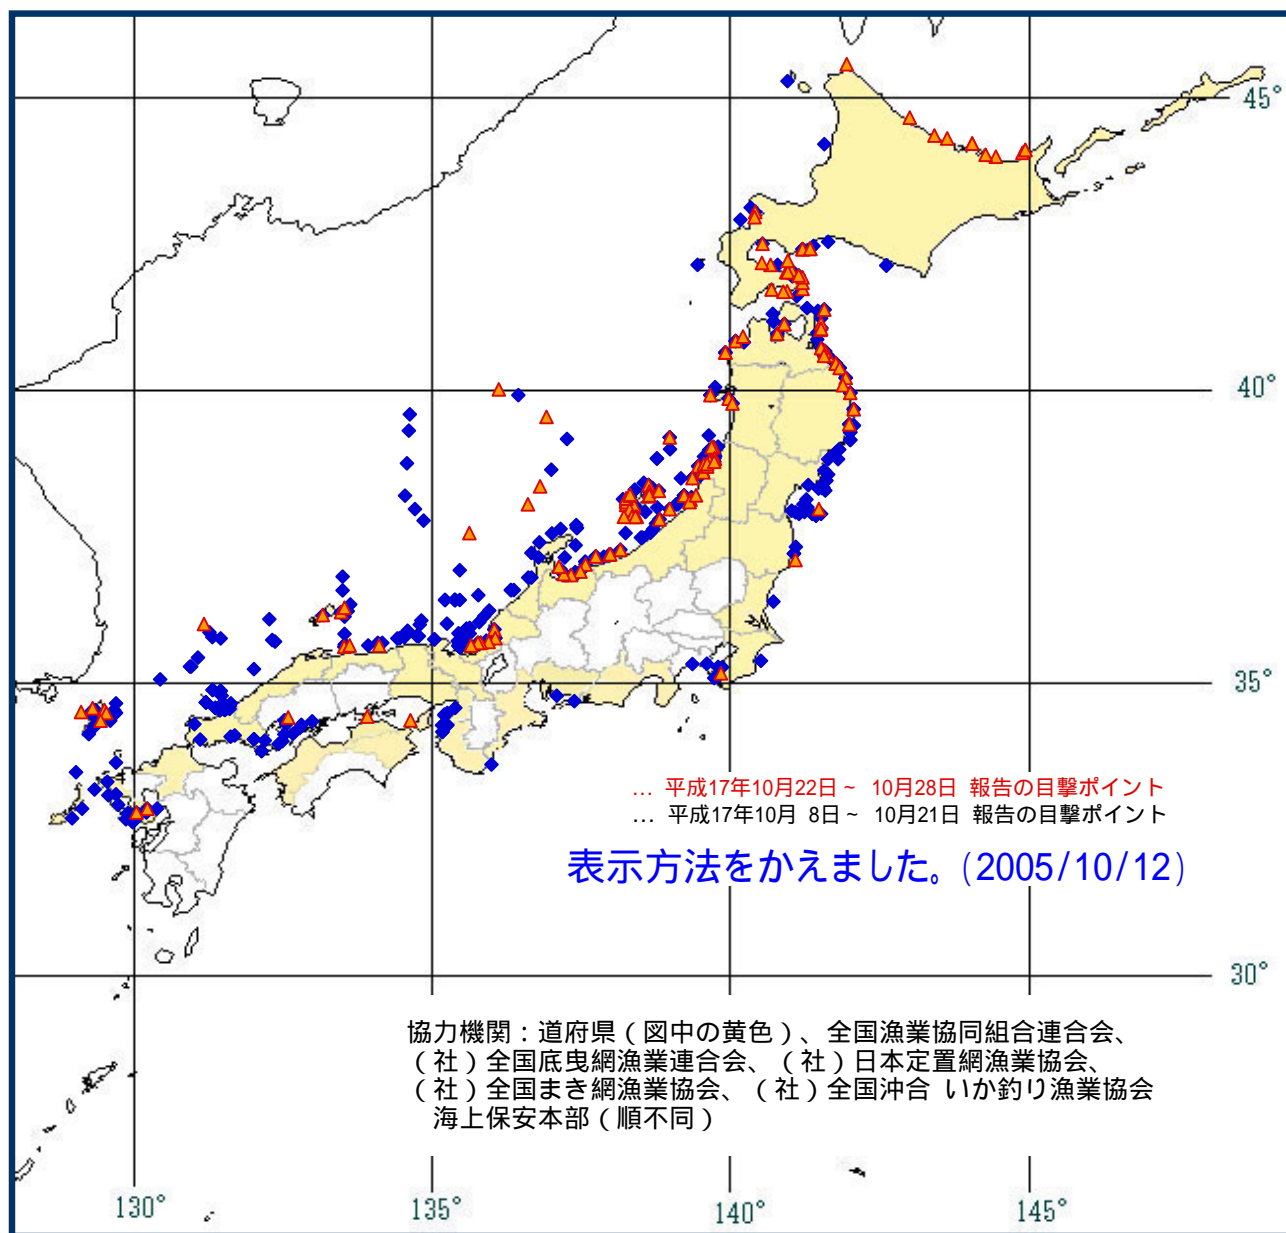 45°
40°
35°
… 平成17年10月22日～ 10月28日 報告の目撃ポイント
… 平成17年10月 8日～ 10月21日 報告の目撃ポイント
表示方法をかえました。(2005/10/12)
30°
協力機関：道府県（図中の黄色）、全国漁業協同組合連合会、
（社）全国底曳網漁業連合会、（社）日本定置網漁業協会、
（社）全国まき網漁業協会、（社）全国沖合 いか釣り漁業協会
海上保安本部（順不同）
130° 135° 140° 145°